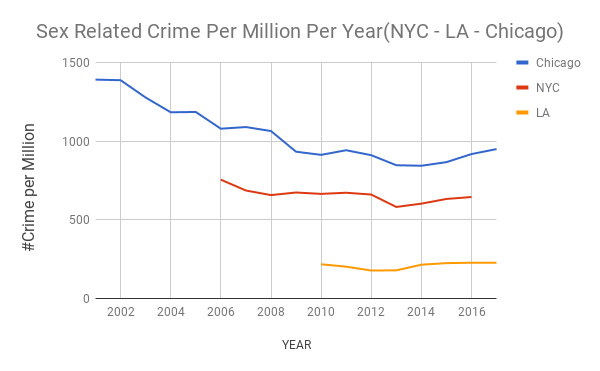 Sex Related Crime Per Million Per Year(NYC - LA - Chicago)
1500
1000
500
0
#Crime per Million
2002 2004 2006 2008 2010 2012 2014 2016
YEAR
Chicago
NYC
LA